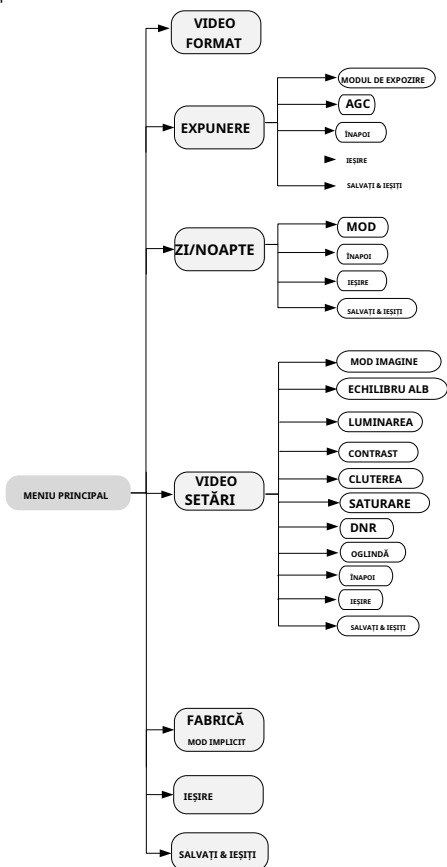 VIDEO
FORMAT
MODUL DE EXPOZIRE
AGC
EXPUNERE
ÎNAPOI
IEȘIRE
SALVAȚI & IEȘIȚI
MOD
ZI/NOAPTE
ÎNAPOI
IEȘIRE
SALVAȚI & IEȘIȚI
MOD IMAGINE
ECHILIBRU ALB
LUMINAREA
CONTRAST
VIDEO
SETĂRI
CLUTEREA
MENIU PRINCIPAL
SATURARE
DNR
OGLINDĂ
ÎNAPOI
IEȘIRE
SALVAȚI & IEȘIȚI
FABRICĂ
MOD IMPLICIT
IEȘIRE
SALVAȚI & IEȘIȚI